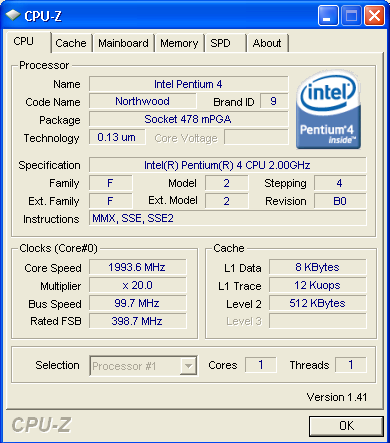 CPU-Z
CPU Cache Mainboard Memory SPD About
Processor
Name Intel Pentium 4
Code Name Northwood Brand ID 9
Package Socket 478 mPGA
Technology 0.13 um Core Voltage
intel
Pentium 4
inside™
Specification Intel(R) Pentium(R) 4 CPU 2.00GHz
Family F Model 2 Stepping 4
Ext. Family F Ext. Model 2 Revision B0
Instructions MMX, SSE, SSE2
Clocks (Core#0)
Core Speed 1993.6 MHz
Multiplier x 20.0
Bus Speed 99.7 MHz
Rated FSB 398.7 MHz
Cache
L1 Data 8 KBytes
L1 Trace 12 Kuops
Level 2 512 KBytes
Level 3
Selection Processor #1 Cores 1 Threads 1
Version 1.41
CPU-Z OK